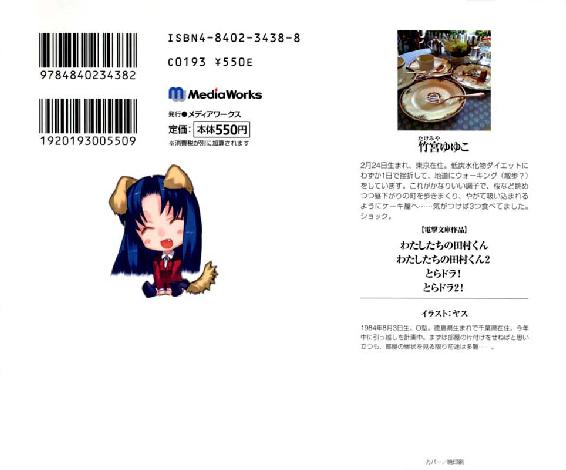 ISBN4-8402-3438-8
C0193 ¥550E
9784840234382
1920193005509
MediaWorks
発行●メディアワークス
定価: 本体550円
※消費税が別に加算されます
たけみや
竹宮ゆゆこ
2月24日生まれ、東京在住。低炭水化物ダイエットに
わずか1日で挫折して、地道にウォーキング(散歩?)
をしています。これがかなりいい調子で、桜など眺め
つつ昼下がりの町を歩きまくり、やがて吸い込まれる
ようにケーキ屋へ……気がつけば3つ食べてました。
ショック。
【電撃文庫作品】
わたしたちの田村くん
わたしたちの田村くん2
とらドラ!
とらドラ2!
イラスト:ヤス
1984年8月3日生。O型。徳島県生まれで千葉県在住。今年
中に引っ越しを計画中。まずは部屋の片付けをせねばと思い
つつも、部屋の惨状を見る限り前途は多難……。
カバー/旭印刷